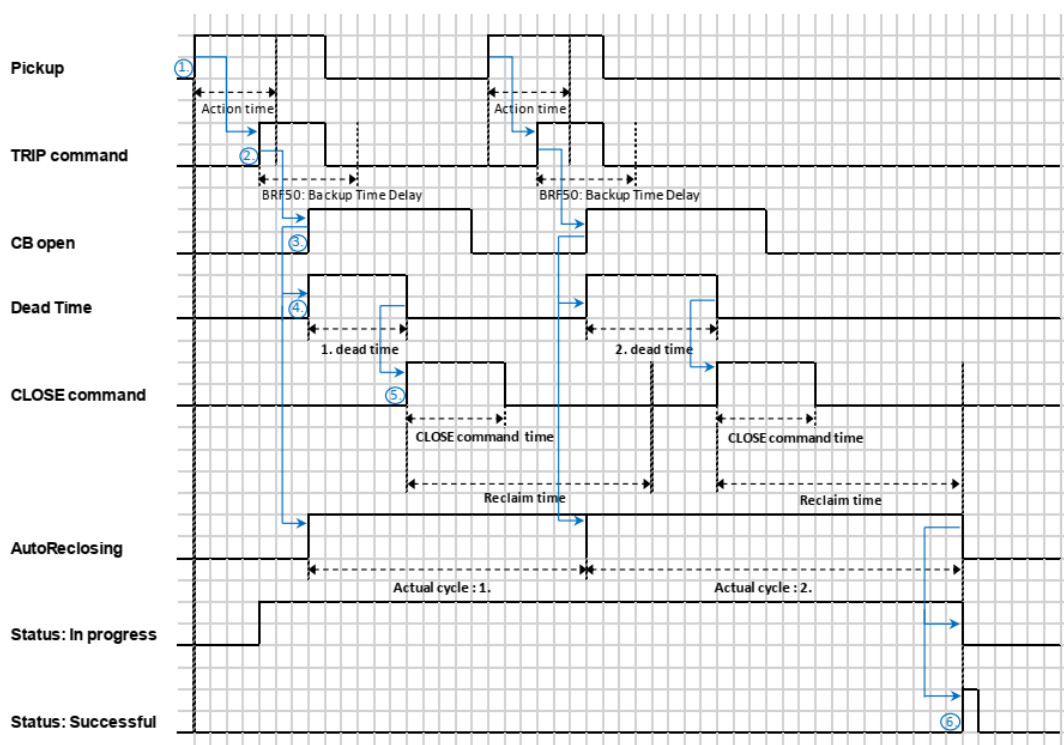 Pickup
1.
Action time
Action time
TRIP command
2.
BRF50: Backup Time Delay
BRF50: Backup Time Delay
CB open
3.
Dead Time
4.
1. dead time
2. dead time
CLOSE command
5.
CLOSE command time
CLOSE command time
Reclaim time
Reclaim time
AutoReclosing
Actual cycle : 1.
Actual cycle : 2.
Status: In progress
Status: Successful
6.